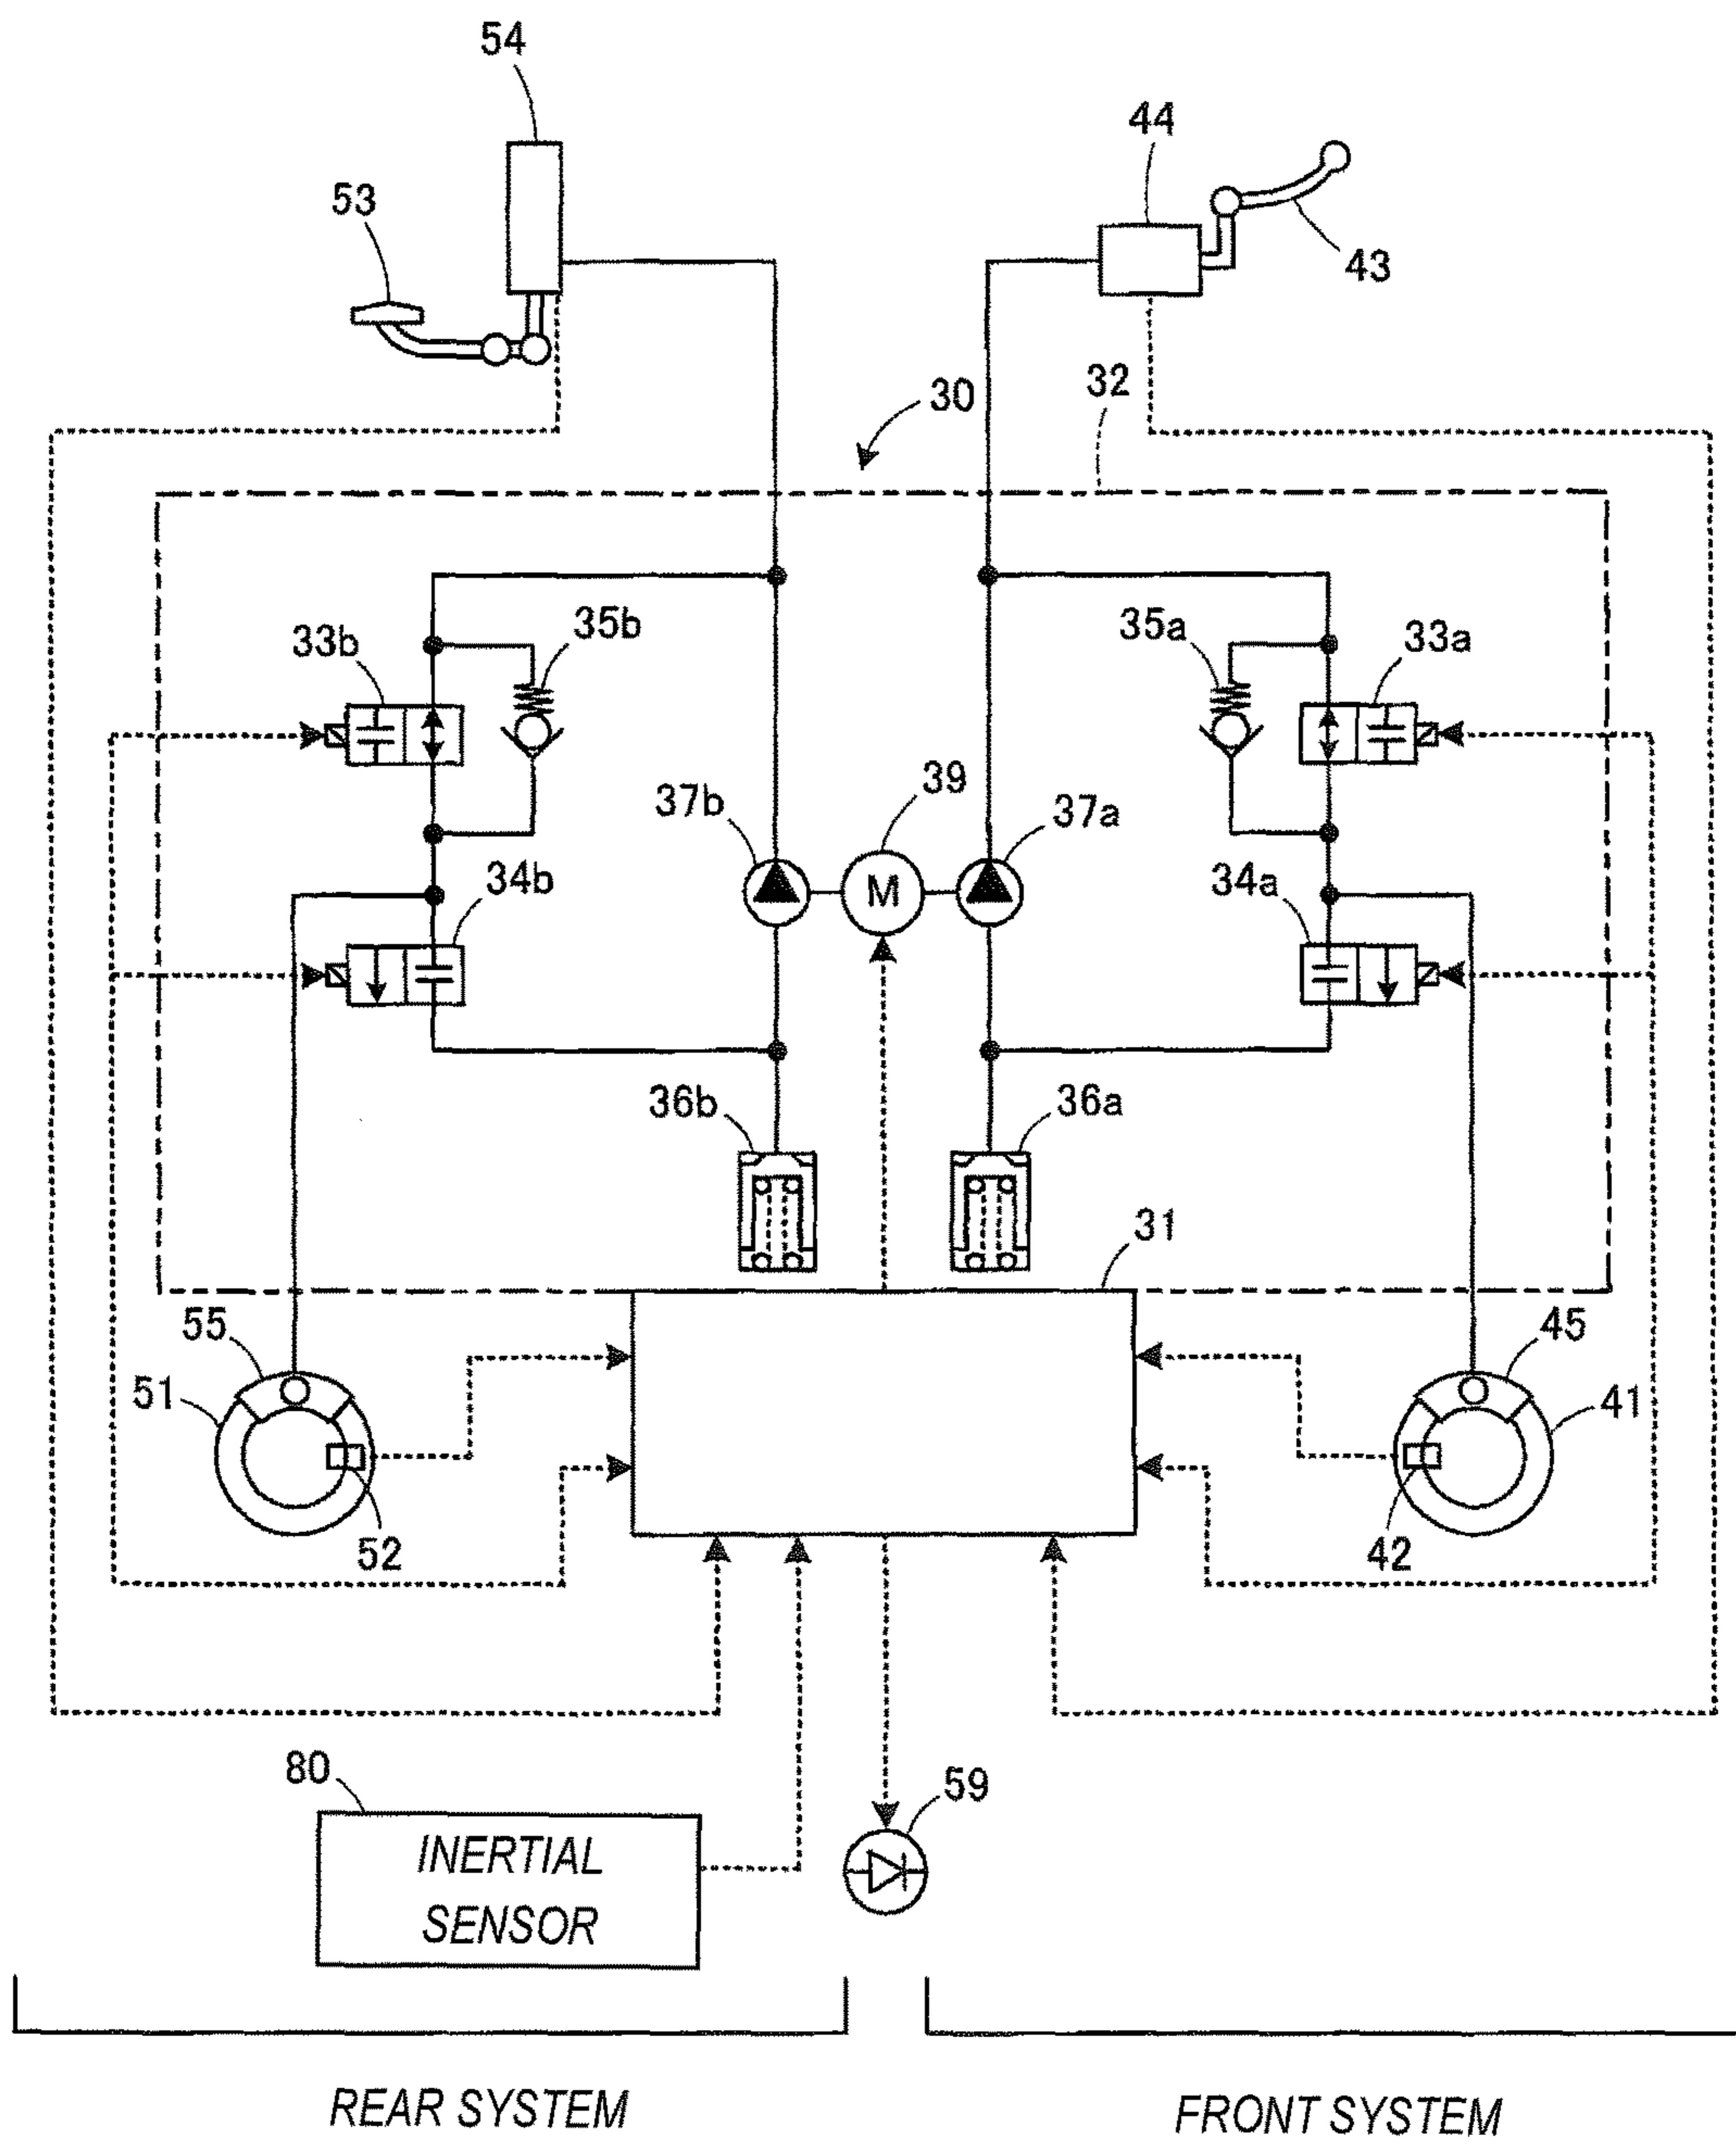 54
44
53
43
30
32
33b
35b
35a
33a
37b
39
37a
M
34b
34a
36b
36a
31
55
45
51
41
52
42
80
59
INERTIAL
SENSOR
REAR SYSTEM
FRONT SYSTEM